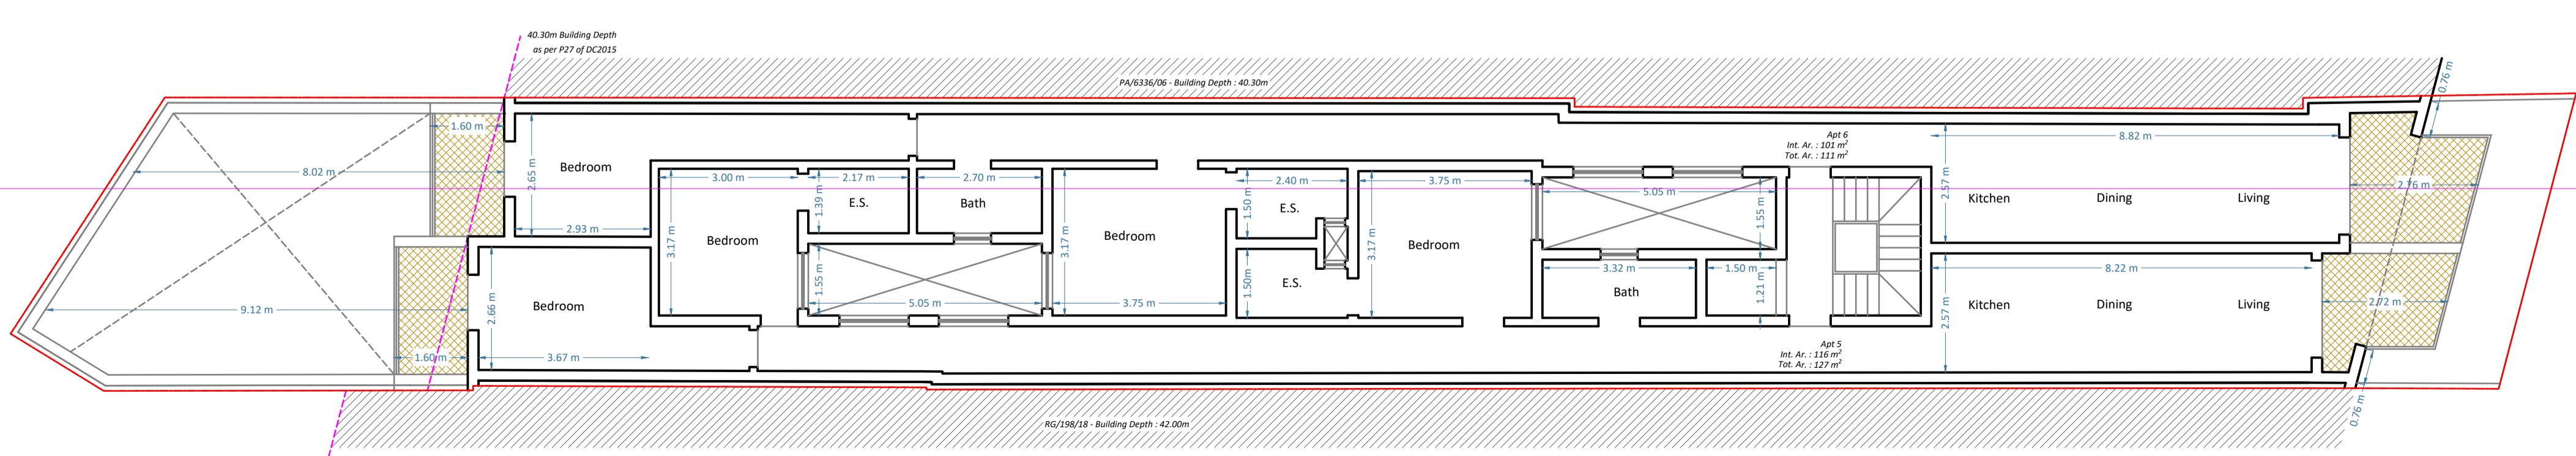 40.30m Building Depth
as per P27 of DC2015
PA/6336/06 - Building Depth : 40.30m
0.76 m
1.60 m
8.82 m
Apt 6
Int. Ar. : 101 m²
Tot. Ar. : 111 m²
8.02 m
2.65 m
Bedroom
3.00 m
2.17 m
2.70 m
2.40 m
3.75 m
5.05 m
2.76 m
1.39 m
E.S.
Bath
3.17 m
1.50 m
E.S.
3.17 m
1.55 m
2.57 m
Kitchen
Dining
Living
2.93 m
3.17 m
Bedroom
Bedroom
Bedroom
9.12 m
2.66 m
Bedroom
1.55 m
5.05 m
3.75 m
1.50m
E.S.
3.32 m
1.50 m
8.22 m
Bath
1.21 m
2.57 m
Kitchen
Dining
Living
2.72 m
1.60 m
3.67 m
Apt 5
Int. Ar. : 116 m²
Tot. Ar. : 127 m²
RG/198/18 - Building Depth : 42.00m
0.76 m